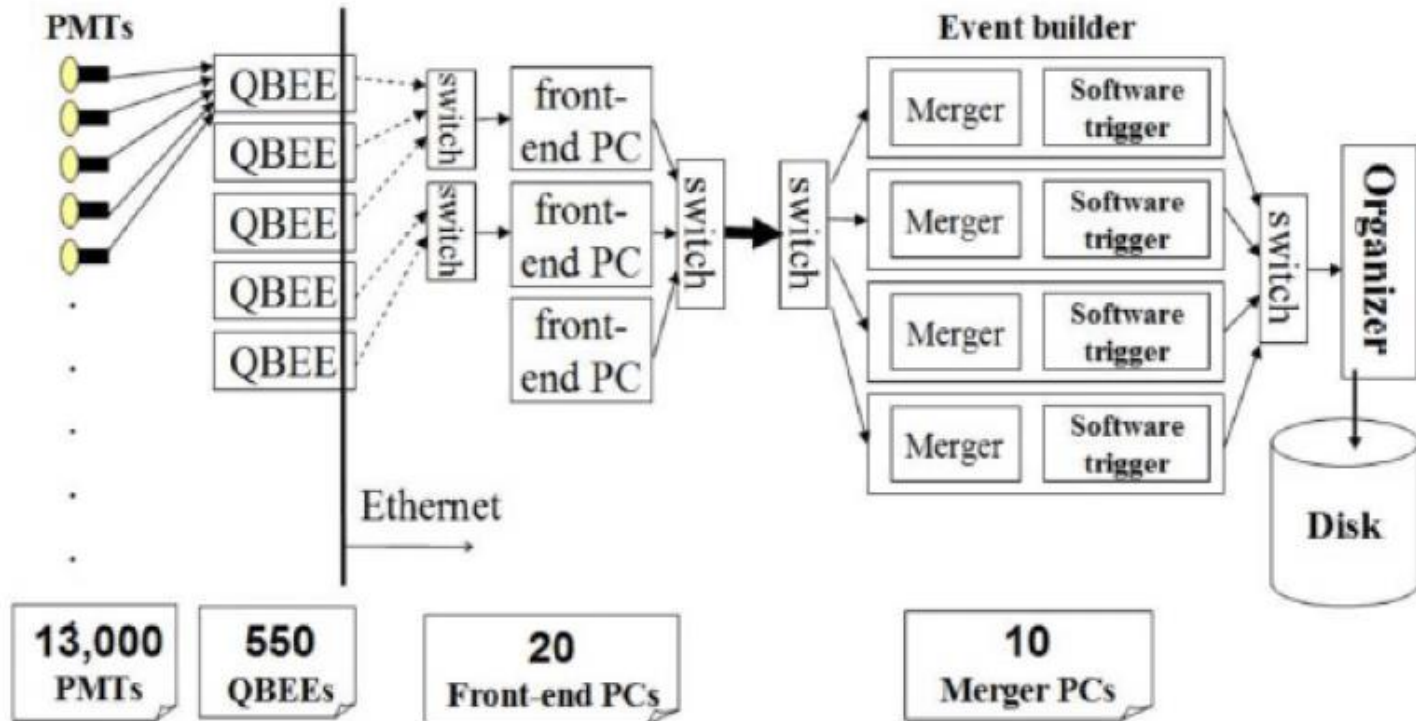 PMTs
Event builder
QBEE
QBEE
QBEE
QBEE
QBEE
switch
switch
front-
end PC
front-
end PC
front-
end PC
switch
switch
Merger
Software
trigger
Merger
Software
trigger
Merger
Software
trigger
Merger
Software
trigger
switch
Organizer
Disk
Ethernet
13,000
PMTs
550
QBEEs
20
Front-end PCs
10
Merger PCs